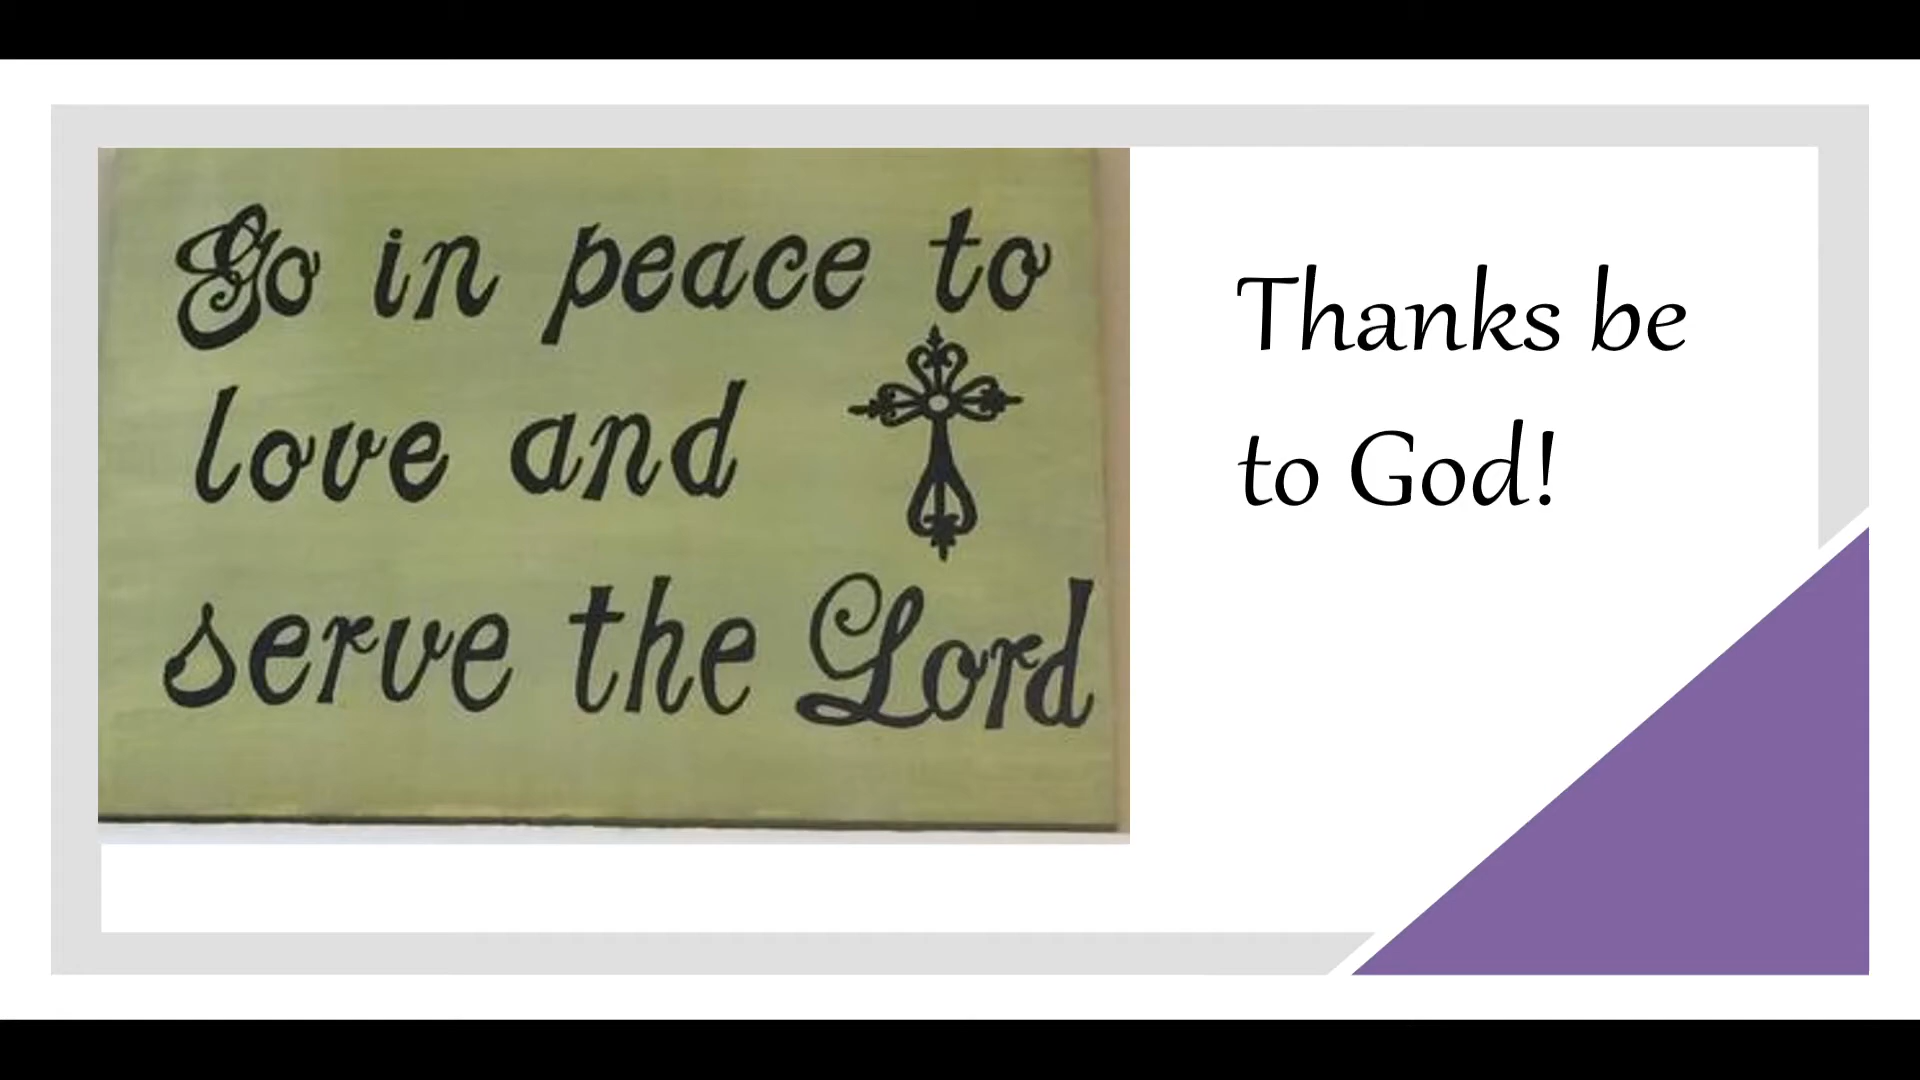 Go in peace to
love and
serve the Lord
Thanks be
to God!